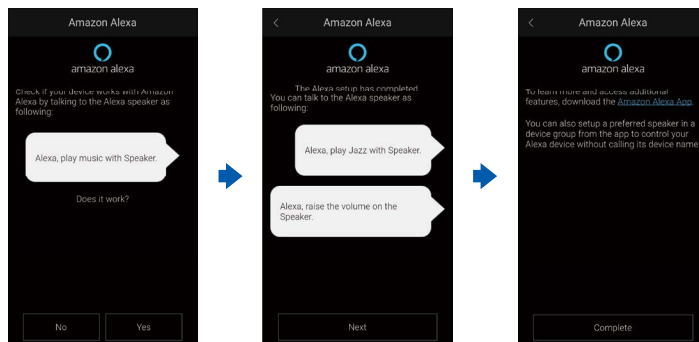 Amazon Alexa
amazon alexa
Check if your device works with Amazon
Alexa by talking to the Alexa speaker as
following:
Alexa, play music with Speaker.
Does it work?
No
Yes
Amazon Alexa
amazon alexa
The Alexa setup has completed.
You can talk to the Alexa speaker as
following:
Alexa, play Jazz with Speaker.
Alexa, raise the volume on the
Speaker.
Next
Amazon Alexa
amazon alexa
To learn more and access additional
features, download the Amazon Alexa App.
You can also setup a preferred speaker in a
device group from the app to control your
Alexa device without calling its device name
Complete